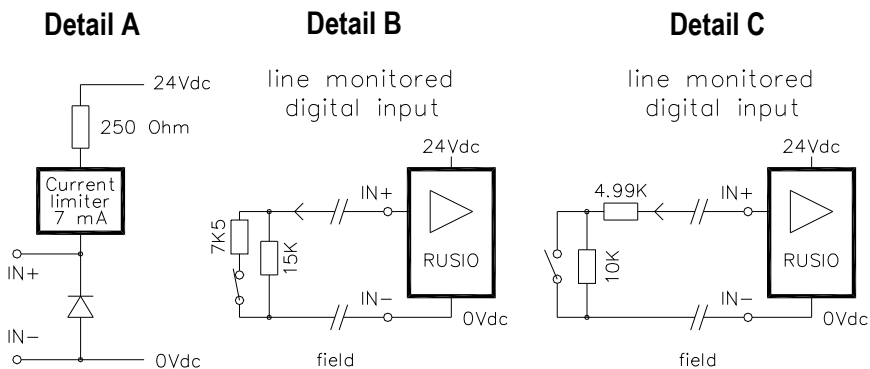 Detail A
24Vdc
250 Ohm
Current
limiter
7 mA
IN+
IN-
0Vdc
Detail B
line monitored
digital input
24Vdc
IN+
7K5
15K
RUSIO
IN-
0Vdc
field
Detail C
line monitored
digital input
24Vdc
4.99K
IN+
10K
RUSIO
IN-
0Vdc
field